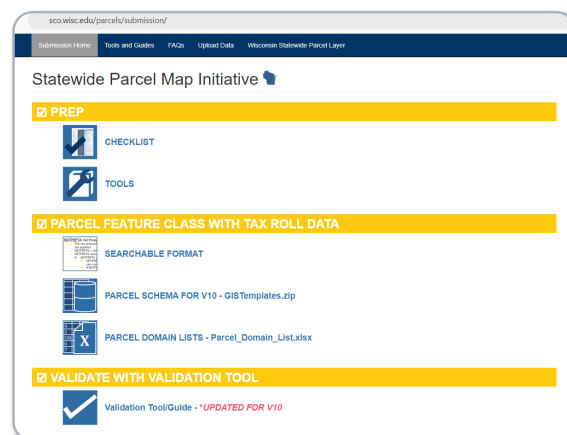 sco.wisc.edu/parcels/submission/
Submission Home Tools and Guides FAQs Upload Data Wisconsin Statewide Parcel Layer
Statewide Parcel Map Initiative
PREP
CHECKLIST
TOOLS
PARCEL FEATURE CLASS WITH TAX ROLL DATA
SEARCHABLE FORMAT
PARCEL SCHEMA FOR V10 - GISTemplates.zip
PARCEL DOMAIN LISTS - Parcel_Domain_List.xlsx
X
VALIDATE WITH VALIDATION TOOL
Validation Tool/Guide - *UPDATED FOR V10